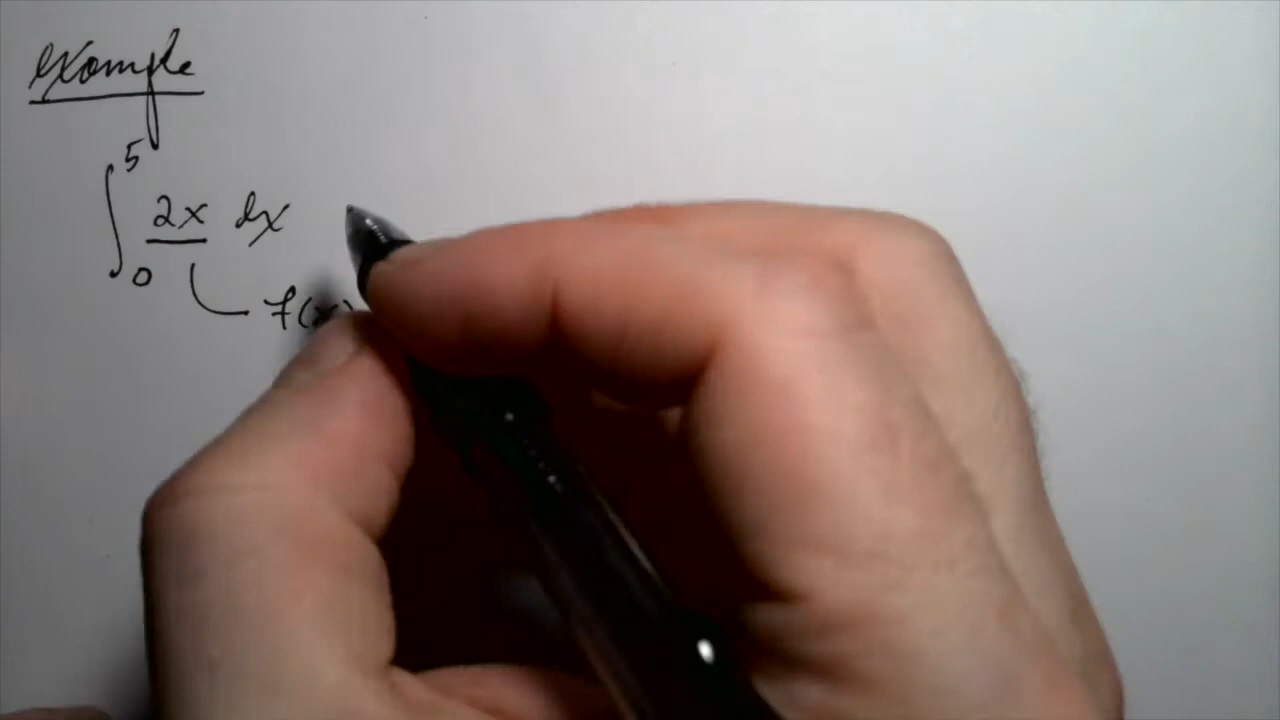 example
∫₀⁵ 2x dx
f(x)